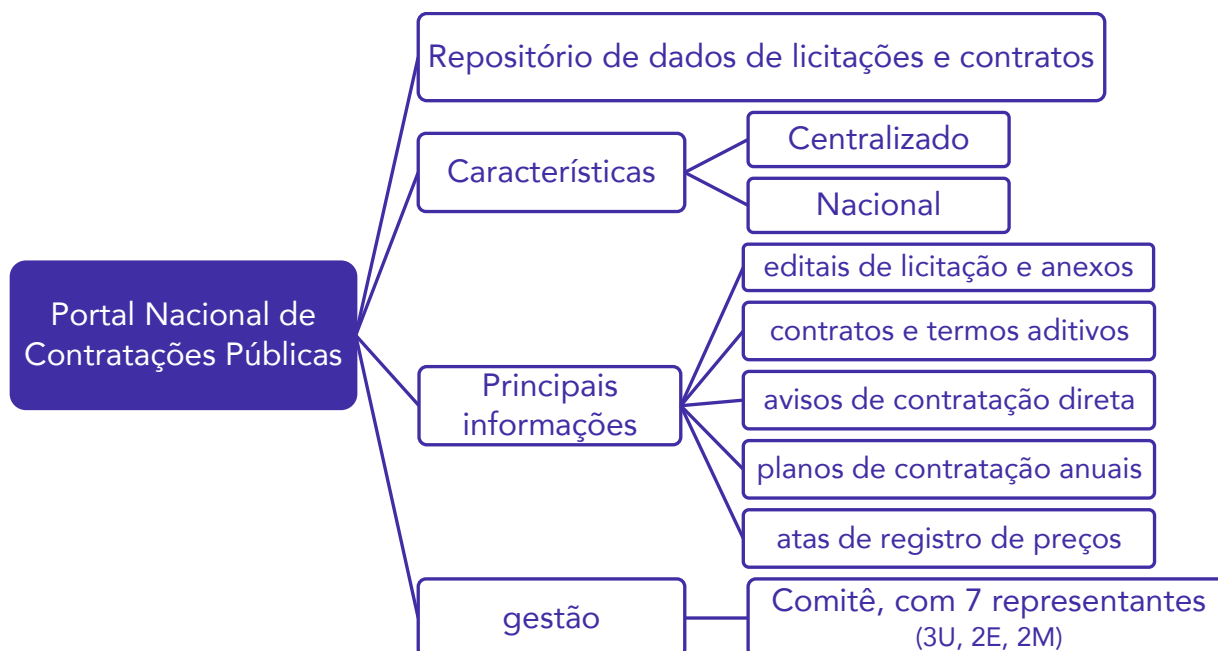 Repositório de dados de licitações e contratos
Características
Centralizado
Nacional
Portal Nacional de
Contratações Públicas
Principais
informações
editais de licitação e anexos
contratos e termos aditivos
avisos de contratação direta
planos de contratação anuais
atas de registro de preços
gestão
Comitê, com 7 representantes
(3U, 2E, 2M)